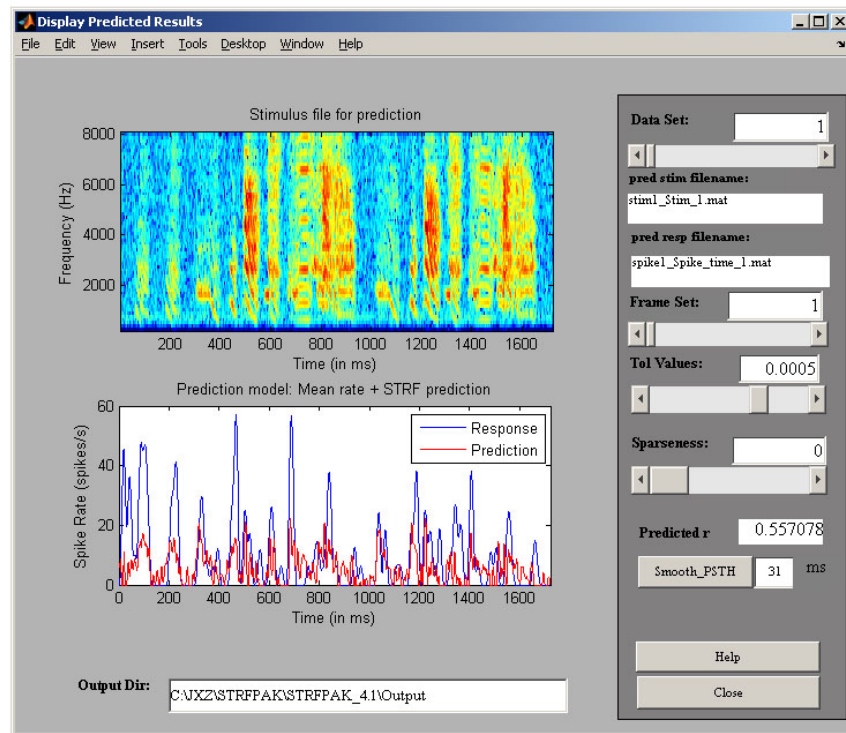 Display Predicted Results
File Edit View Insert Tools Desktop Window Help
Stimulus file for prediction
8000
6000
4000
2000
Frequency (Hz)
200 400 600 800 1000 1200 1400 1600
Time (in ms)
Prediction model: Mean rate + STRF prediction
60
40
20
0
Spike Rate (spikes/s)
Response
Prediction
0 200 400 600 800 1000 1200 1400 1600
Time (in ms)
Output Dir: C:\JXZ\STRFPAK\STRFPAK_4.1\Output
Data Set: 1
pred stim filename:
stim1_Stim_1.mat
pred resp filename:
spike1_Spike_time_1.mat
Frame Set: 1
Tol Values: 0.0005
Sparseness: 0
Predicted r 0.557078
Smooth_PSTH 31 ms
Help
Close